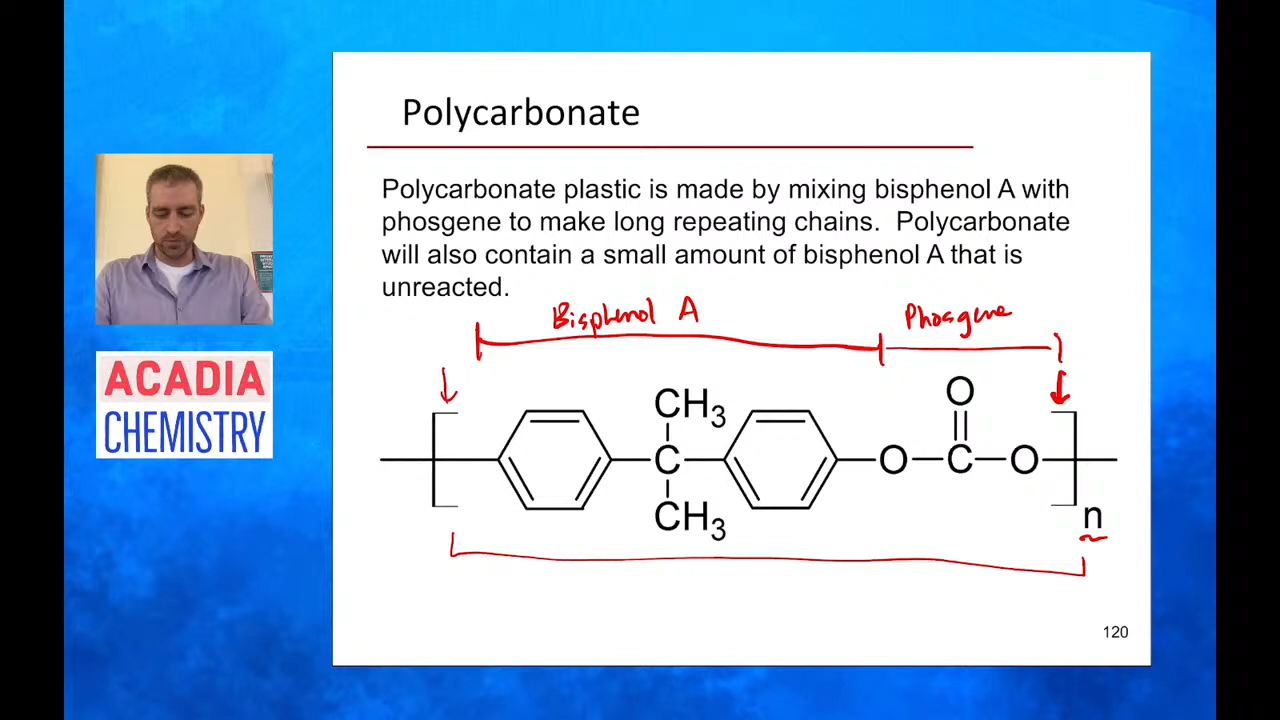 Polycarbonate
Polycarbonate plastic is made by mixing bisphenol A with
phosgene to make long repeating chains.  Polycarbonate
will also contain a small amount of bisphenol A that is
unreacted.
Bisphenol A
Phosgene
ACADIA
CHEMISTRY
CH3
O
C
O
C
O
CH3
n
120